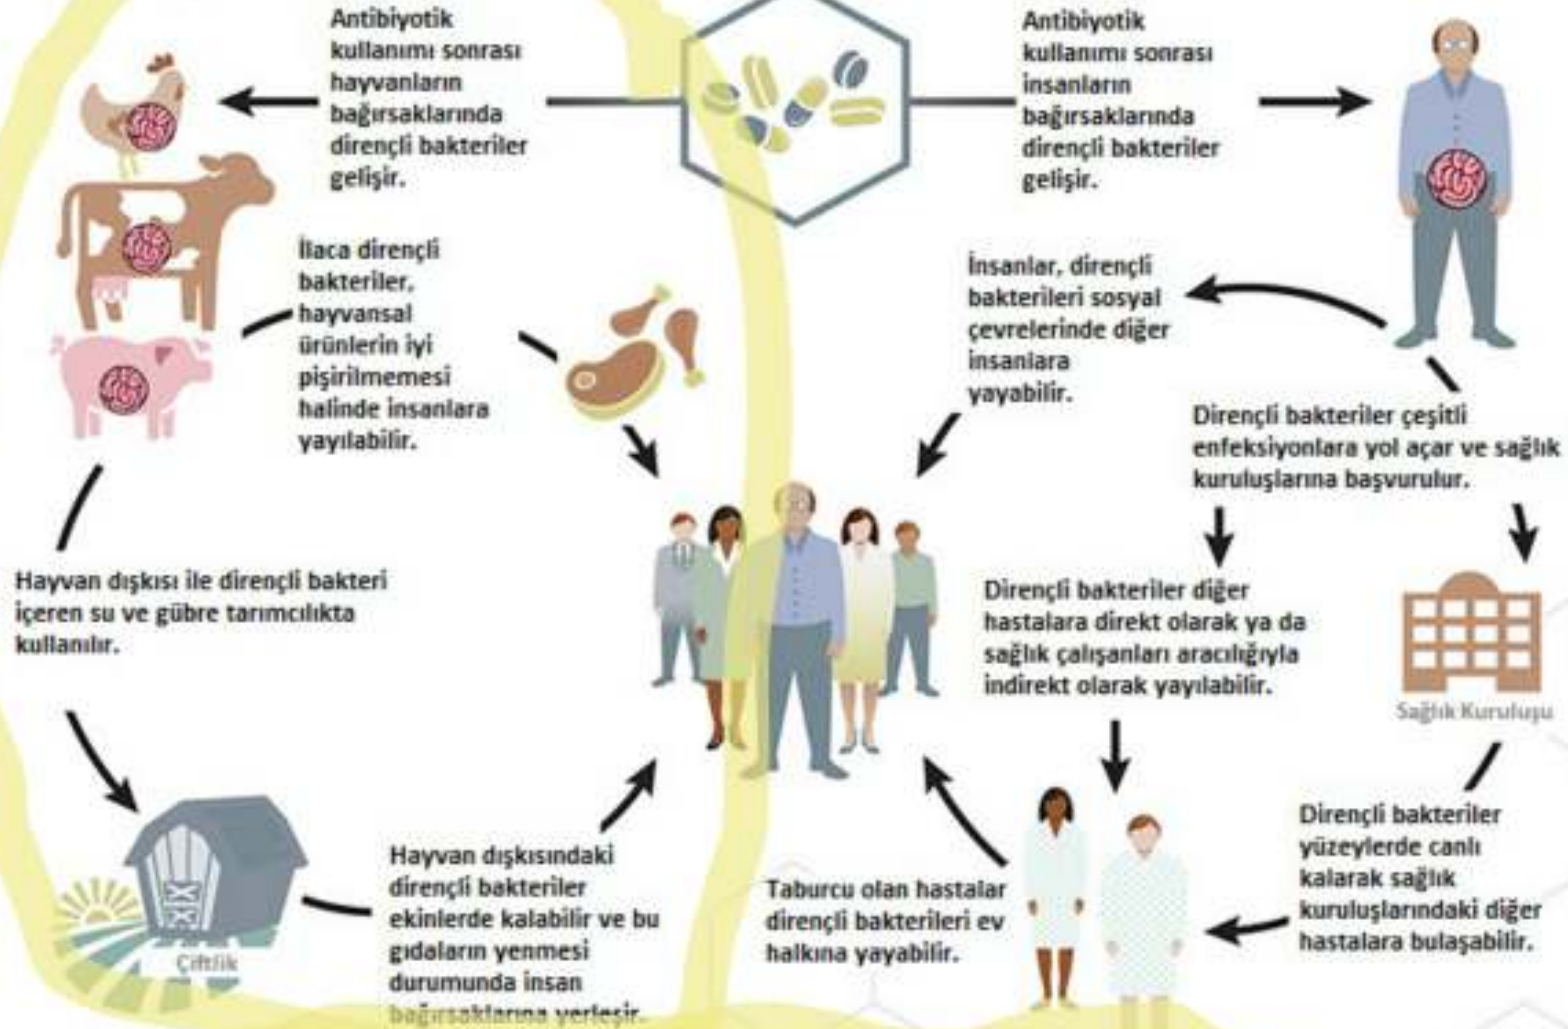 Antibiyotik
kullanımı sonrası
hayvanların
bağırsaklarında
dirençli bakteriler
gelişir.
Antibiyotik
kullanımı sonrası
insanların
bağırsaklarında
dirençli bakteriler
gelişir.
İlaca dirençli
bakteriler,
hayvansal
ürünlerin iyi
pişirilmemesi
halinde insanlara
yayılabilir.
İnsanlar, dirençli
bakterileri sosyal
çevrelerinde diğer
insanlara
yayabilir.
Dirençli bakteriler çeşitli
enfeksiyonlara yol açar ve sağlık
kuruluşlarına başvurulur.
Hayvan dışkısı ile dirençli bakteri
içeren su ve gübre tarımcılıkta
kullanılır.
Dirençli bakteriler diğer
hastalara direkt olarak ya da
sağlık çalışanları aracılığıyla
indirekt olarak yayılabilir.
Sağlık Kuruluşu
Çiftlik
Hayvan dışkısındaki
dirençli bakteriler
ekinlerde kalabilir ve bu
gıdaların yenmesi
durumunda insan
bağırsaklarına yerleşir.
Taburcu olan hastalar
dirençli bakterileri ev
halkına yayabilir.
Dirençli bakteriler
yüzeylerde canlı
kalarak sağlık
kuruluşlarındaki diğer
hastalara bulaşabilir.